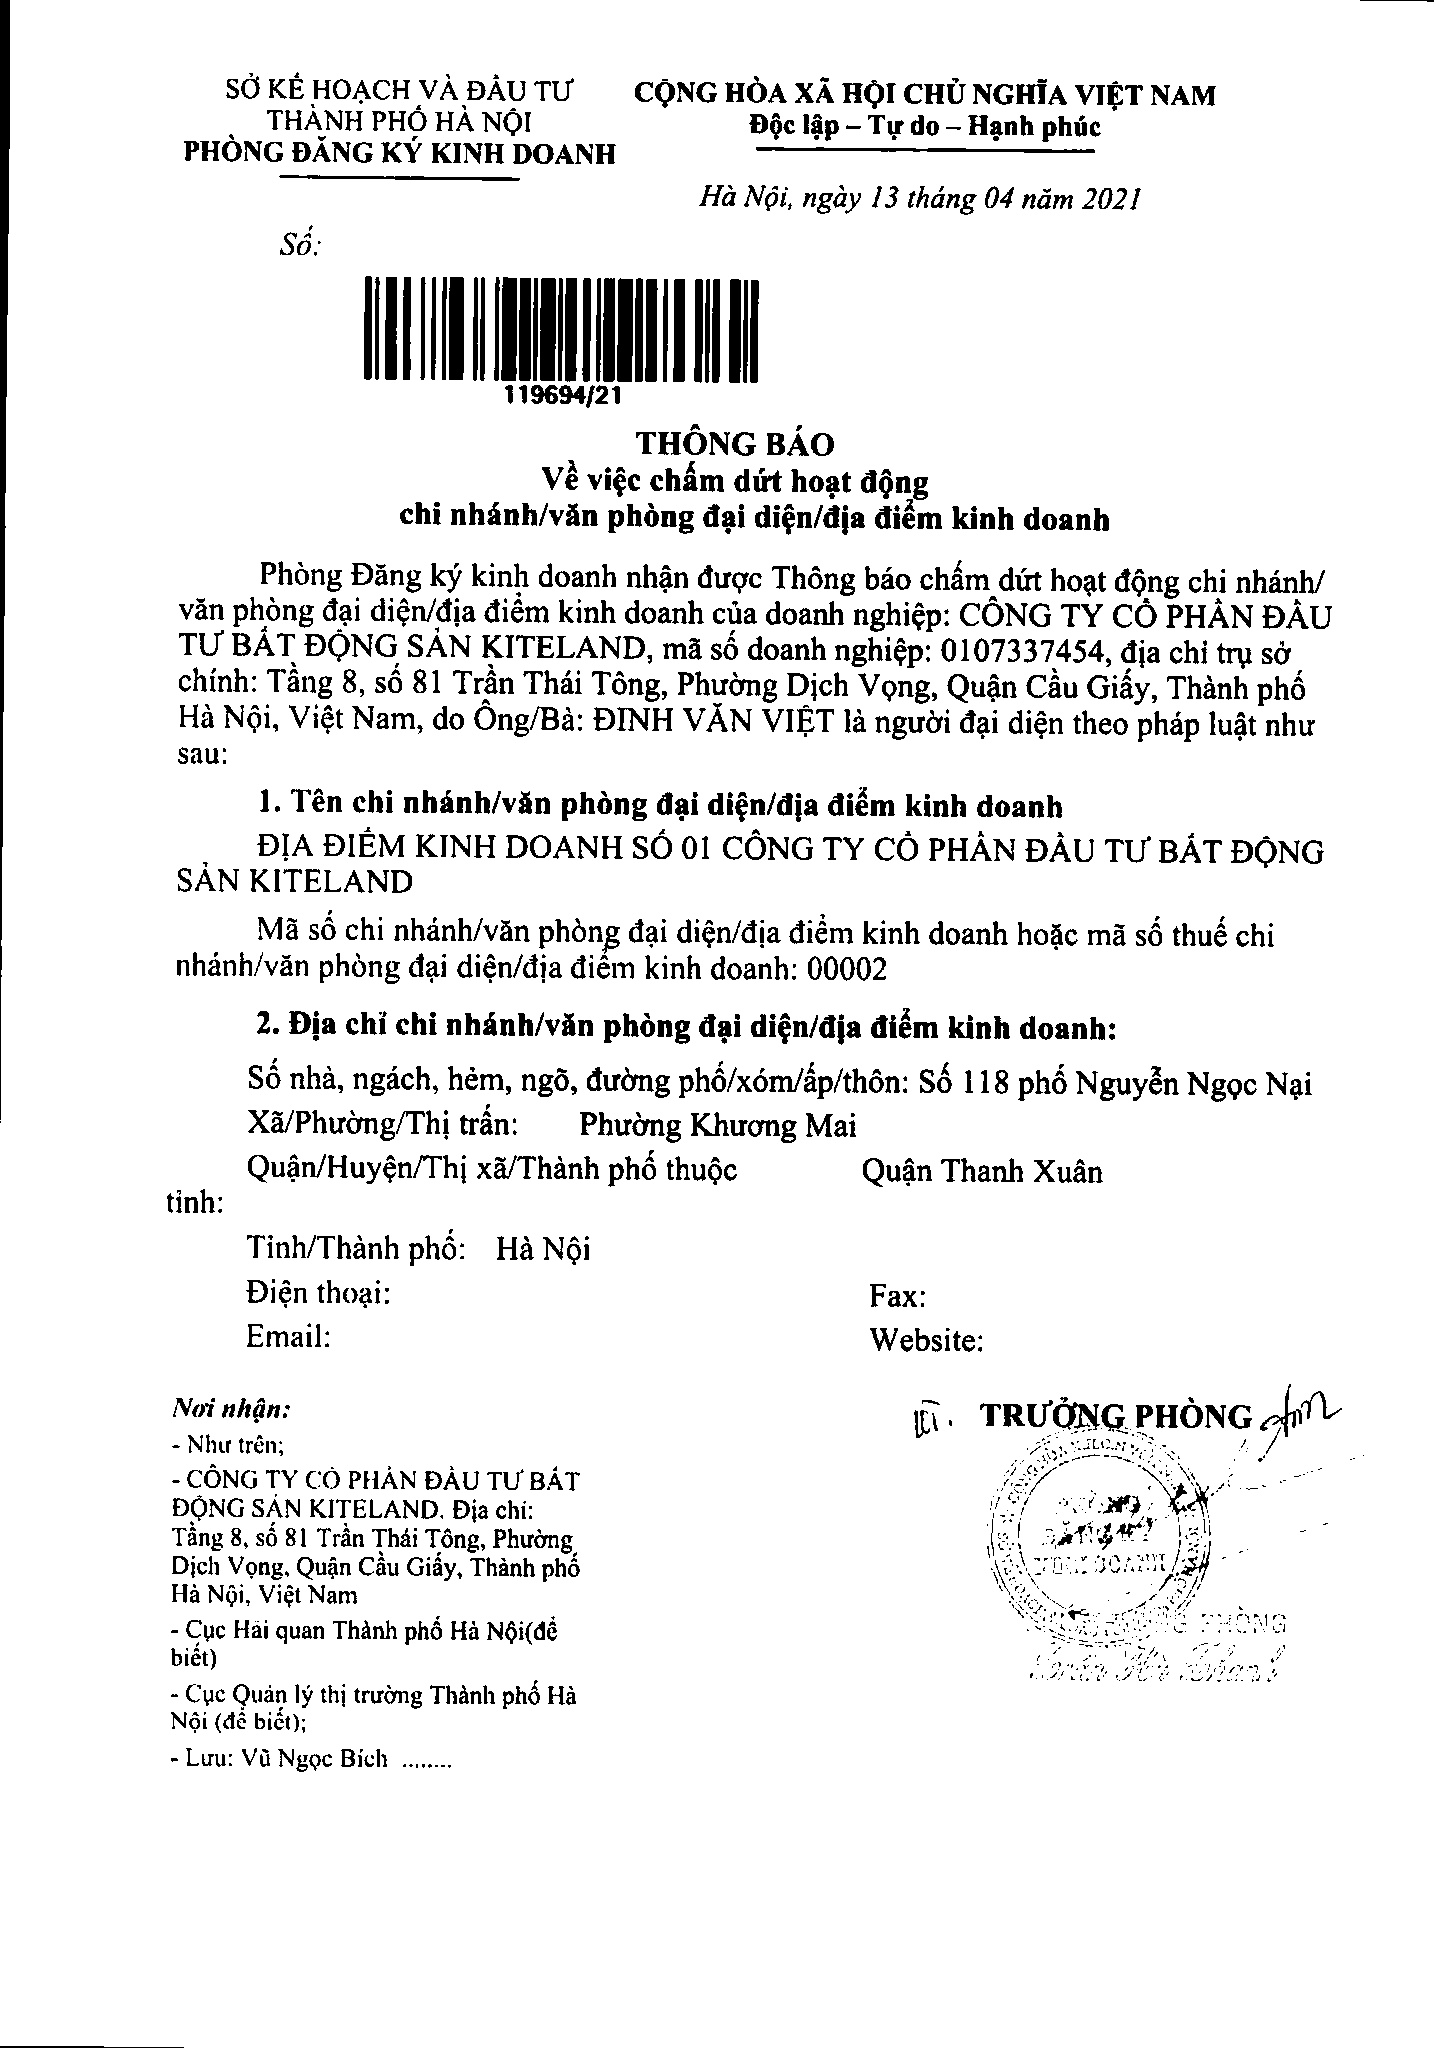 SỞ KẾ HOẠCH VÀ ĐẦU TƯ
THÀNH PHỐ HÀ NỘI
PHÒNG ĐĂNG KÝ KINH DOANH
CỘNG HÒA XÃ HỘI CHỦ NGHĨA VIỆT NAM
Độc lập – Tự do – Hạnh phúc
Hà Nội, ngày 13 tháng 04 năm 2021
Số:
119694/21
THÔNG BÁO
Về việc chấm dứt hoạt động
chi nhánh/văn phòng đại diện/địa điểm kinh doanh
Phòng Đăng ký kinh doanh nhận được Thông báo chấm dứt hoạt động chi nhánh/
văn phòng đại diện/địa điểm kinh doanh của doanh nghiệp: CÔNG TY CỔ PHẦN ĐẦU
TƯ BẤT ĐỘNG SẢN KITELAND, mã số doanh nghiệp: 0107337454, địa chỉ trụ sở
chính: Tầng 8, số 81 Trần Thái Tông, Phường Dịch Vọng, Quận Cầu Giấy, Thành phố
Hà Nội, Việt Nam, do Ông/Bà: ĐINH VĂN VIỆT là người đại diện theo pháp luật như
sau:
1. Tên chi nhánh/văn phòng đại diện/địa điểm kinh doanh
ĐỊA ĐIỂM KINH DOANH SỐ 01 CÔNG TY CỔ PHẦN ĐẦU TƯ BẤT ĐỘNG
SẢN KITELAND
Mã số chi nhánh/văn phòng đại diện/địa điểm kinh doanh hoặc mã số thuế chi
nhánh/văn phòng đại diện/địa điểm kinh doanh: 00002
2. Địa chỉ chi nhánh/văn phòng đại diện/địa điểm kinh doanh:
Số nhà, ngách, hẻm, ngõ, đường phố/xóm/ấp/thôn: Số 118 phố Nguyễn Ngọc Nại
Xã/Phường/Thị trấn: Phường Khương Mai
Quận/Huyện/Thị xã/Thành phố thuộc Quận Thanh Xuân
tỉnh:
Tỉnh/Thành phố: Hà Nội
Điện thoại: Fax:
Email: Website:
Nơi nhận:
- Như trên;
- CÔNG TY CỔ PHẦN ĐẦU TƯ BẤT
ĐỘNG SẢN KITELAND. Địa chỉ:
Tầng 8, số 81 Trần Thái Tông, Phường
Dịch Vọng, Quận Cầu Giấy, Thành phố
Hà Nội, Việt Nam
- Cục Hải quan Thành phố Hà Nội(để
biết)
- Cục Quản lý thị trường Thành phố Hà
Nội (để biết);
- Lưu: Vũ Ngọc Bích ........
TRƯỞNG PHÒNG
ĐĂNG KÝ
KINH DOANH
PHÒNG